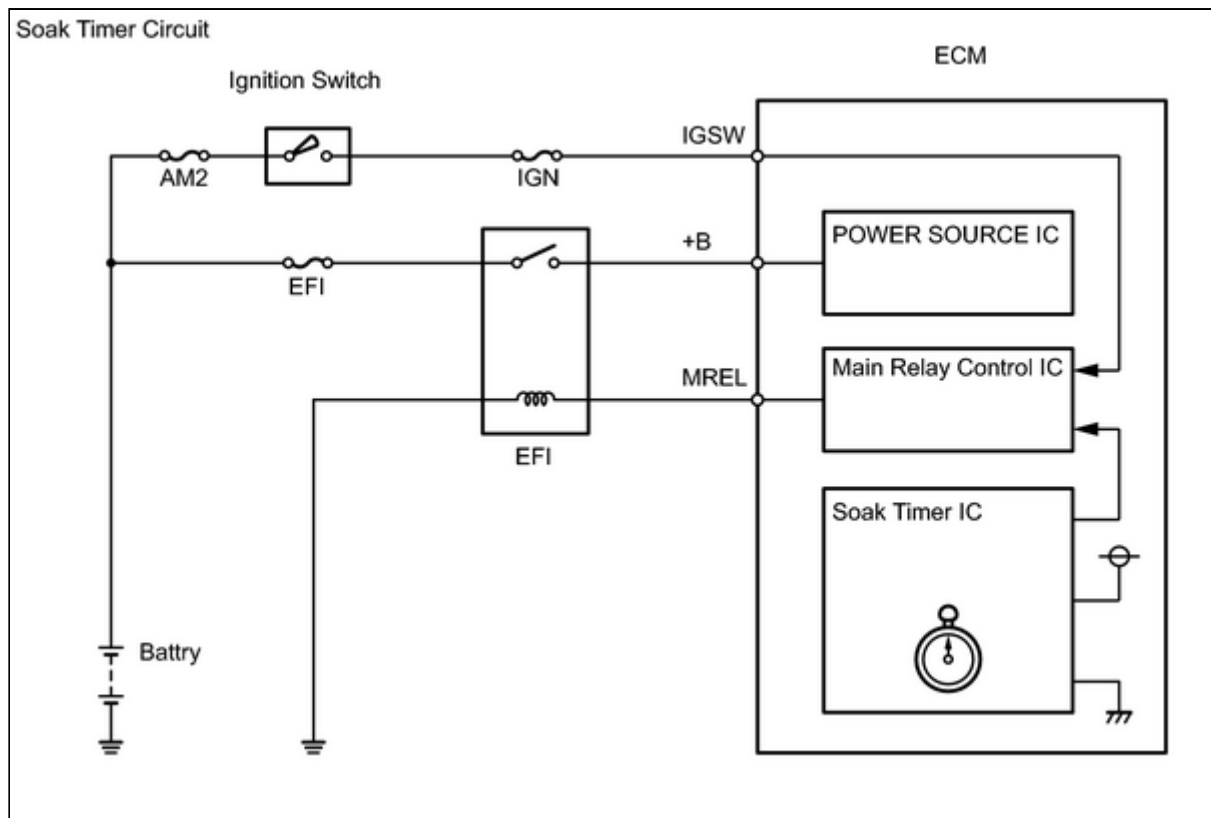 Soak Timer Circuit
ECM
Ignition Switch
IGSW
AM2
IGN
POWER SOURCE IC
+B
EFI
Main Relay Control IC
MREL
EFI
Soak Timer IC
Battry